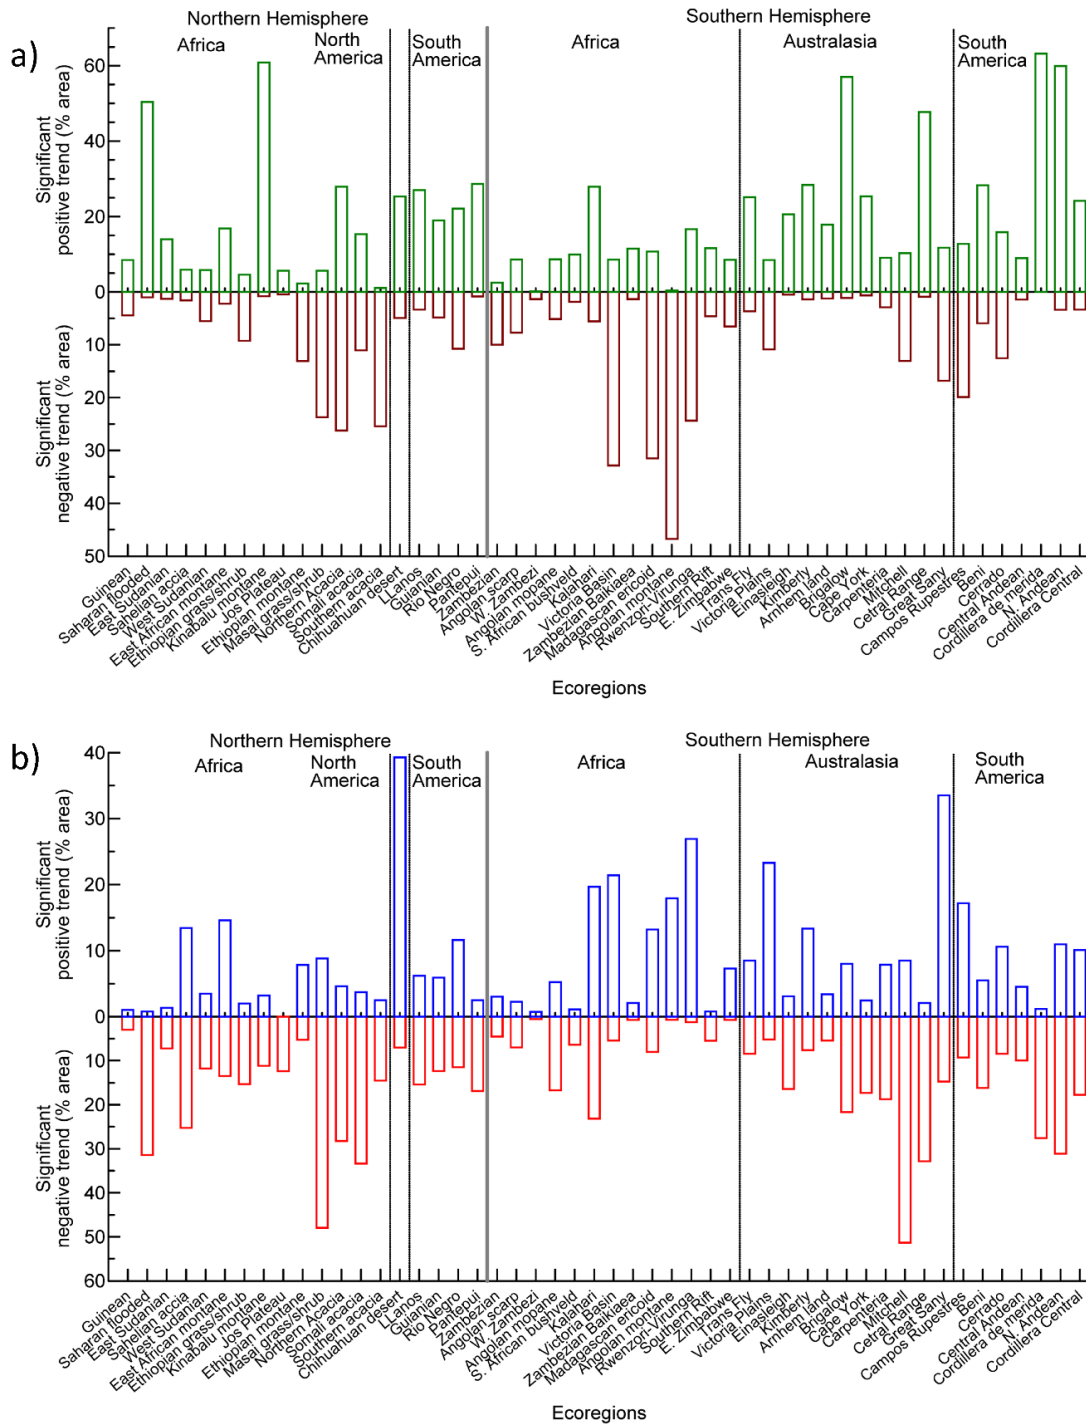 a)
Northern Hemisphere
Southern Hemisphere
Africa
North
America
South
America
Africa
Australasia
South
America
Significant
positive trend (% area)
60
40
20
0
Significant
negative trend (% area)
10
20
30
40
50
Guinean
Saharan flooded
East Sudanian
Sahelian accia
West Sudanian
East African montane
Ethiopian grass/shrub
Kinabalu montane
Jos Plateau
Ethiopian montane
Masai grass/shrub
Northern Acacia
Somali acacia
Southern acacia
Chihuahuan desert
LLanos
Guianan
Rio Negro
Pantepui
Zambezian
Angolan scarp
W. Zambezi
Angolan moane
S. African bushveld
Kalahari
Victoria Basin
Zambezian Baikiaea
Madagascan ericoid
Angolan montane
Rwenzori-Virunga
Southern Rift
E. Zimbabwe
Trans Fly
Victoria Plains
Einasleigh
Kimberly
Arnhem land
Brigalow
Cape York
Carpenteria
Mitchell
Cetral Range
Great Sany
Campos Rupestres
Beni
Cerrado
Central Andean
Cordillera de merida
N. Andean
Cordillera Central
Ecoregions
b)
Northern Hemisphere
Southern Hemisphere
Africa
North
America
South
America
Africa
Australasia
South
America
Significant
positive trend (% area)
40
30
20
10
0
Significant
negative trend (% area)
10
20
30
40
50
60
Guinean
Saharan flooded
East Sudanian
Sahelian accia
West Sudanian
East African montane
Ethiopian grass/shrub
Kinabalu montane
Jos Plateau
Ethiopian montane
Masai grass/shrub
Northern Acacia
Somali acacia
Southern acacia
Chihuahuan desert
LLanos
Guianan
Rio Negro
Pantepui
Zambezian
Angolan scarp
W. Zambezi
Angolan moane
S. African bushveld
Kalahari
Victoria Basin
Zambezian Baikiaea
Madagascan ericoid
Angolan montane
Rwenzori-Virunga
Southern Rift
E. Zimbabwe
Trans Fly
Victoria Plains
Einasleigh
Kimberly
Arnhem land
Brigalow
Cape York
Carpenteria
Mitchell
Cetral Range
Great Sany
Campos Rupestres
Beni
Cerrado
Central Andean
Cordillera de merida
N. Andean
Cordillera Central
Ecoregions